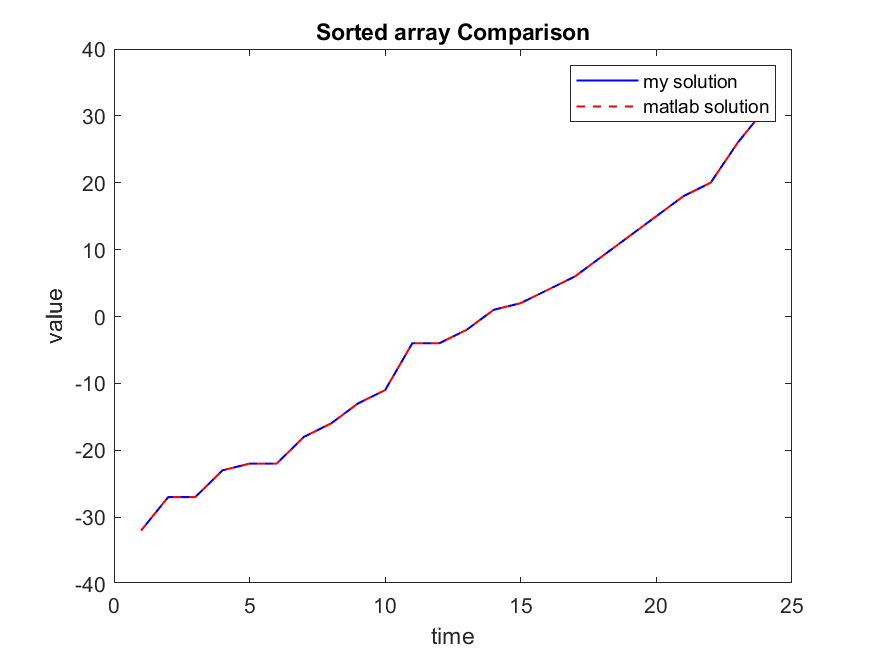 Sorted array Comparison
my solution
matlab solution
40
30
20
10
0
-10
-20
-30
-40
value
0 5 10 15 20 25
time